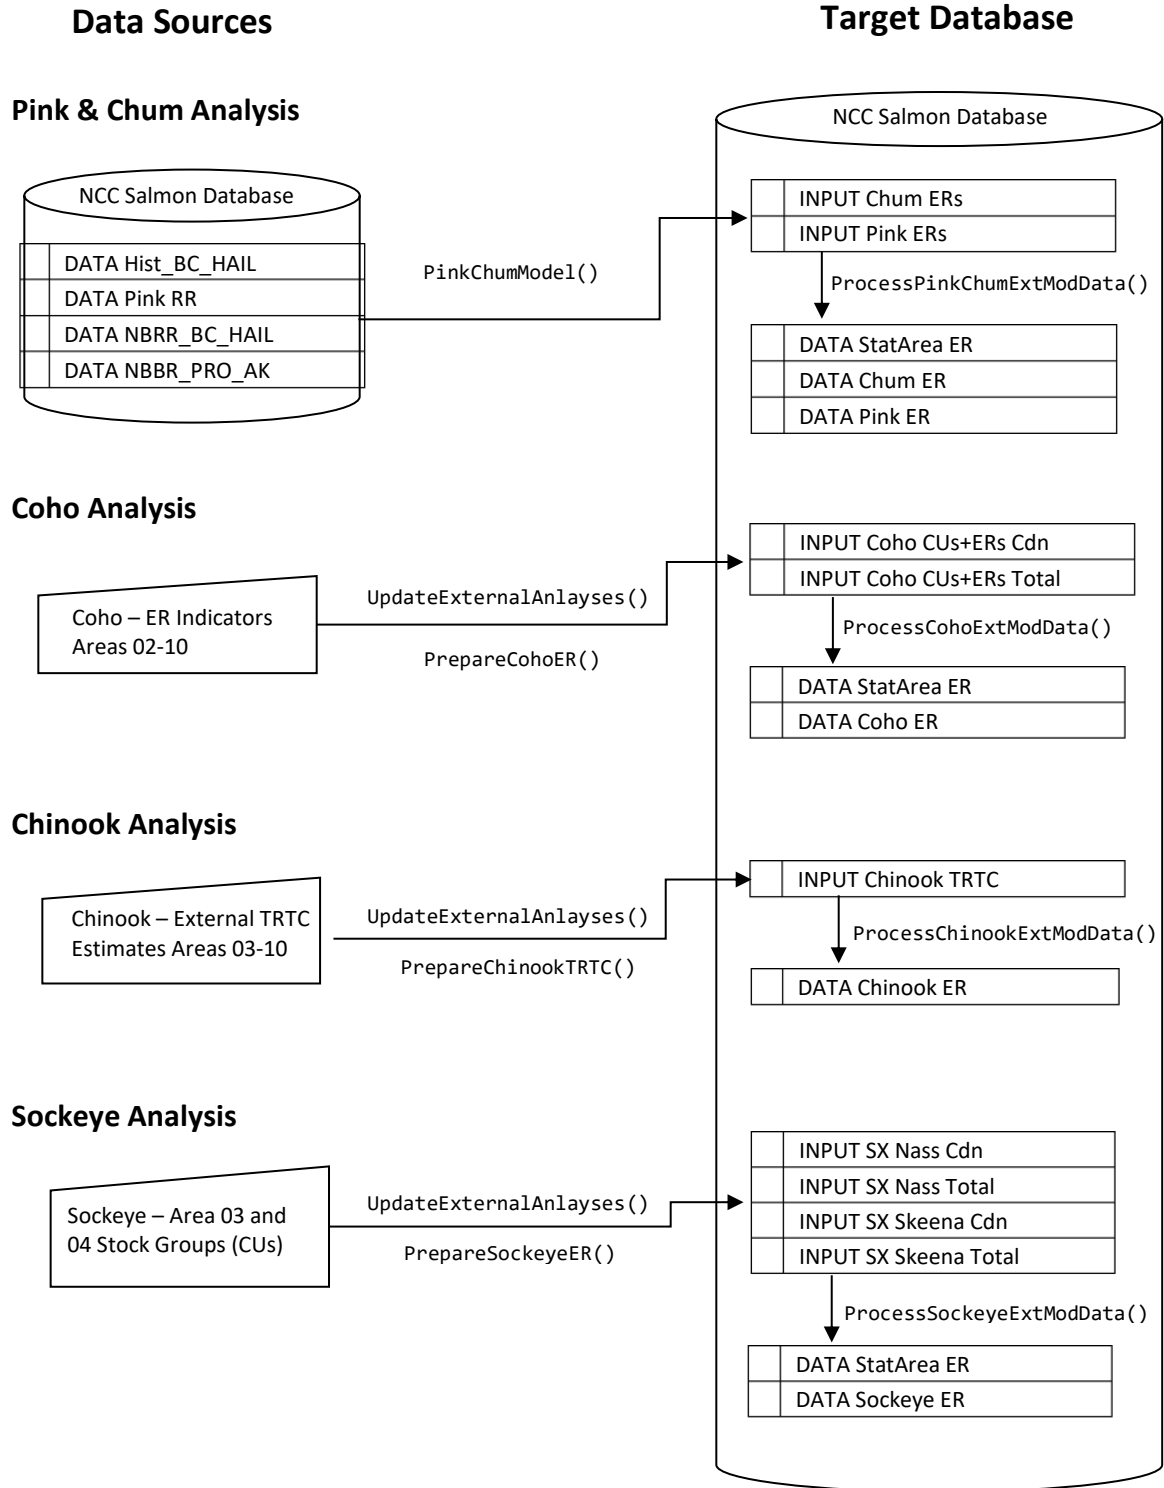 Data Sources
Target Database
Pink & Chum Analysis
NCC Salmon Database
DATA Hist_BC_HAIL
DATA Pink RR
DATA NBRR_BC_HAIL
DATA NBBR_PRO_AK
PinkChumModel()
NCC Salmon Database
INPUT Chum ERs
INPUT Pink ERs
ProcessPinkChumExtModData()
DATA StatArea ER
DATA Chum ER
DATA Pink ER
Coho Analysis
Coho – ER Indicators
Areas 02-10
UpdateExternalAnlayses()
PrepareCohoER()
INPUT Coho CUs+ERs Cdn
INPUT Coho CUs+ERs Total
ProcessCohoExtModData()
DATA StatArea ER
DATA Coho ER
Chinook Analysis
Chinook – External TRTC
Estimates Areas 03-10
UpdateExternalAnlayses()
PrepareChinookTRTC()
INPUT Chinook TRTC
ProcessChinookExtModData()
DATA Chinook ER
Sockeye Analysis
Sockeye – Area 03 and
04 Stock Groups (CUs)
UpdateExternalAnlayses()
PrepareSockeyeER()
INPUT SX Nass Cdn
INPUT SX Nass Total
INPUT SX Skeena Cdn
INPUT SX Skeena Total
ProcessSockeyeExtModData()
DATA StatArea ER
DATA Sockeye ER